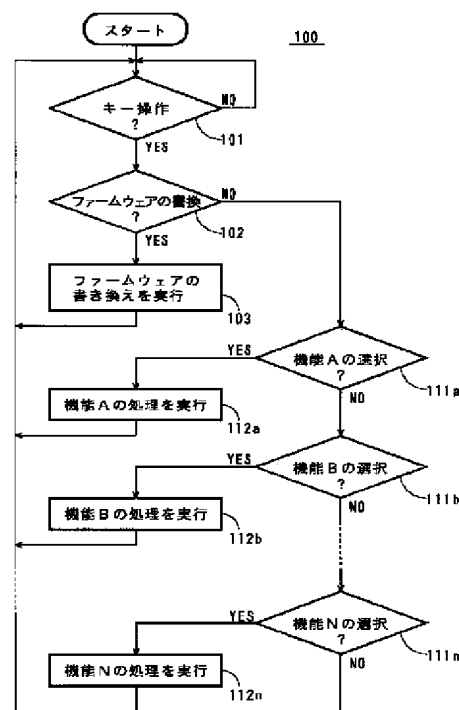 スタート
100
キー操作
?
NO
101
YES
ファームウェアの書換
?
NO
102
YES
ファームウェアの
書き換えを実行
103
YES
機能Aの選択
?
111a
NO
機能Aの処理を実行
112a
YES
機能Bの選択
?
111b
NO
機能Bの処理を実行
112b
YES
機能Nの選択
?
111n
NO
機能Nの処理を実行
112n